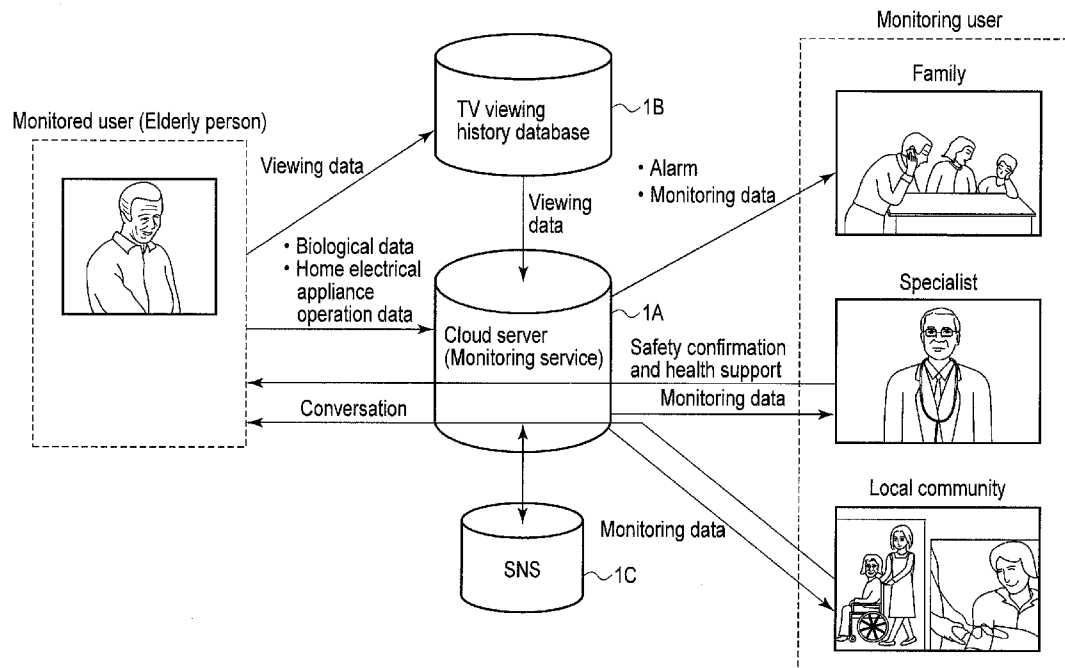 Monitoring user
Family
Monitored user (Elderly person)
TV viewing
history database
1B
Viewing data
• Alarm
• Monitoring data
Viewing
data
• Biological data
• Home electrical
appliance
operation data
Specialist
1A
Cloud server
(Monitoring service)
Safety confirmation
and health support
Monitoring data
Conversation
Local community
Monitoring data
SNS
1C